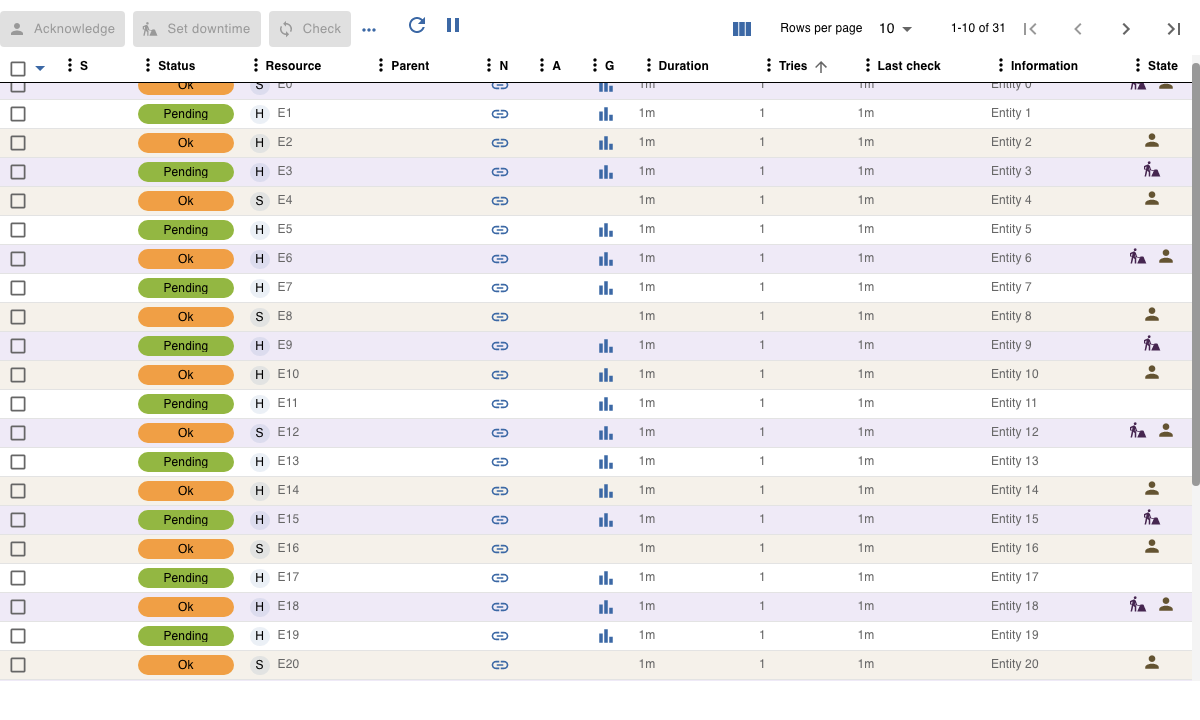 Acknowledge Set downtime Check Rows per page 10 1-10 of 31
S Status Resource Parent N A G Duration Tries Last check Information State
Ok S E0 1m 1 1m Entity 0
Pending H E1 1m 1 1m Entity 1
Ok H E2 1m 1 1m Entity 2
Pending H E3 1m 1 1m Entity 3
Ok S E4 1m 1 1m Entity 4
Pending H E5 1m 1 1m Entity 5
Ok H E6 1m 1 1m Entity 6
Pending H E7 1m 1 1m Entity 7
Ok S E8 1m 1 1m Entity 8
Pending H E9 1m 1 1m Entity 9
Ok H E10 1m 1 1m Entity 10
Pending H E11 1m 1 1m Entity 11
Ok S E12 1m 1 1m Entity 12
Pending H E13 1m 1 1m Entity 13
Ok H E14 1m 1 1m Entity 14
Pending H E15 1m 1 1m Entity 15
Ok S E16 1m 1 1m Entity 16
Pending H E17 1m 1 1m Entity 17
Ok H E18 1m 1 1m Entity 18
Pending H E19 1m 1 1m Entity 19
Ok S E20 1m 1 1m Entity 20